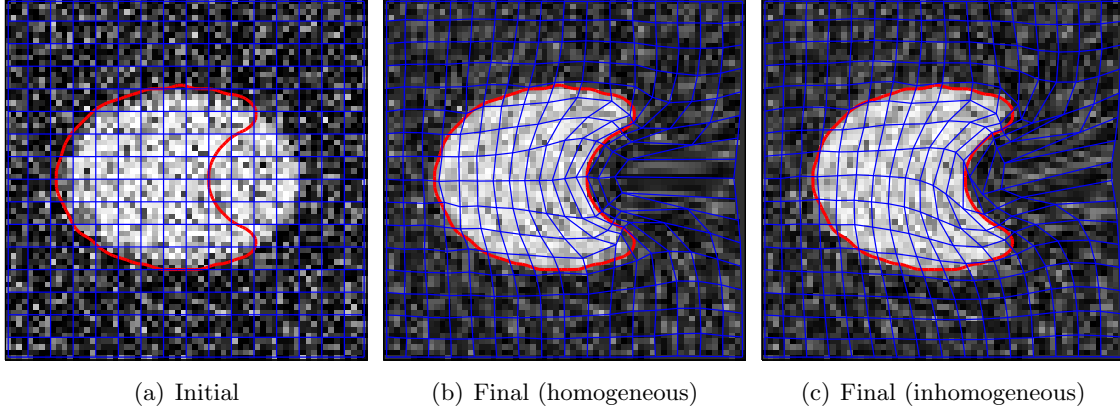 (a) Initial
(b) Final (homogeneous)
(c) Final (inhomogeneous)